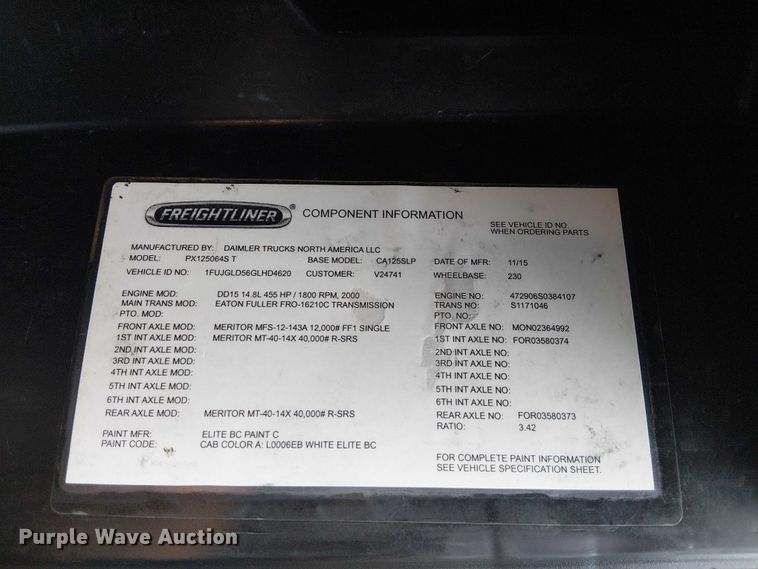 FREIGHTLINER ® COMPONENT INFORMATION
SEE VEHICLE ID NO.
WHEN ORDERING PARTS
MANUFACTURED BY: DAIMLER TRUCKS NORTH AMERICA LLC
MODEL: PX125064S T BASE MODEL: CA125SLP DATE OF MFR: 11/15
VEHICLE ID NO: 1FUJGLD56GLHD4620 CUSTOMER: V24741 WHEELBASE: 230
ENGINE MOD: DD15 14.8L 455 HP / 1800 RPM, 2000 ENGINE NO: 472906S0384107
MAIN TRANS MOD: EATON FULLER FRO-16210C TRANSMISSION TRANS NO: S1171046
PTO. MOD: PTO. NO:
FRONT AXLE MOD: MERITOR MFS-12-143A 12,000# FF1 SINGLE FRONT AXLE NO: MON02364992
1ST INT AXLE MOD: MERITOR MT-40-14X 40,000# R-SRS 1ST INT AXLE NO: FOR03580374
2ND INT AXLE MOD: 2ND INT AXLE NO:
3RD INT AXLE MOD: 3RD INT AXLE NO:
4TH INT AXLE MOD: 4TH INT AXLE NO:
5TH INT AXLE MOD: 5TH INT AXLE NO:
6TH INT AXLE MOD: 6TH INT AXLE NO:
REAR AXLE MOD: MERITOR MT-40-14X 40,000# R-SRS REAR AXLE NO: FOR03580373
RATIO: 3.42
PAINT MFR: ELITE BC PAINT C
PAINT CODE: CAB COLOR A: L0006EB WHITE ELITE BC
FOR COMPLETE PAINT INFORMATION
SEE VEHICLE SPECIFICATION SHEET.
Purple Wave Auction